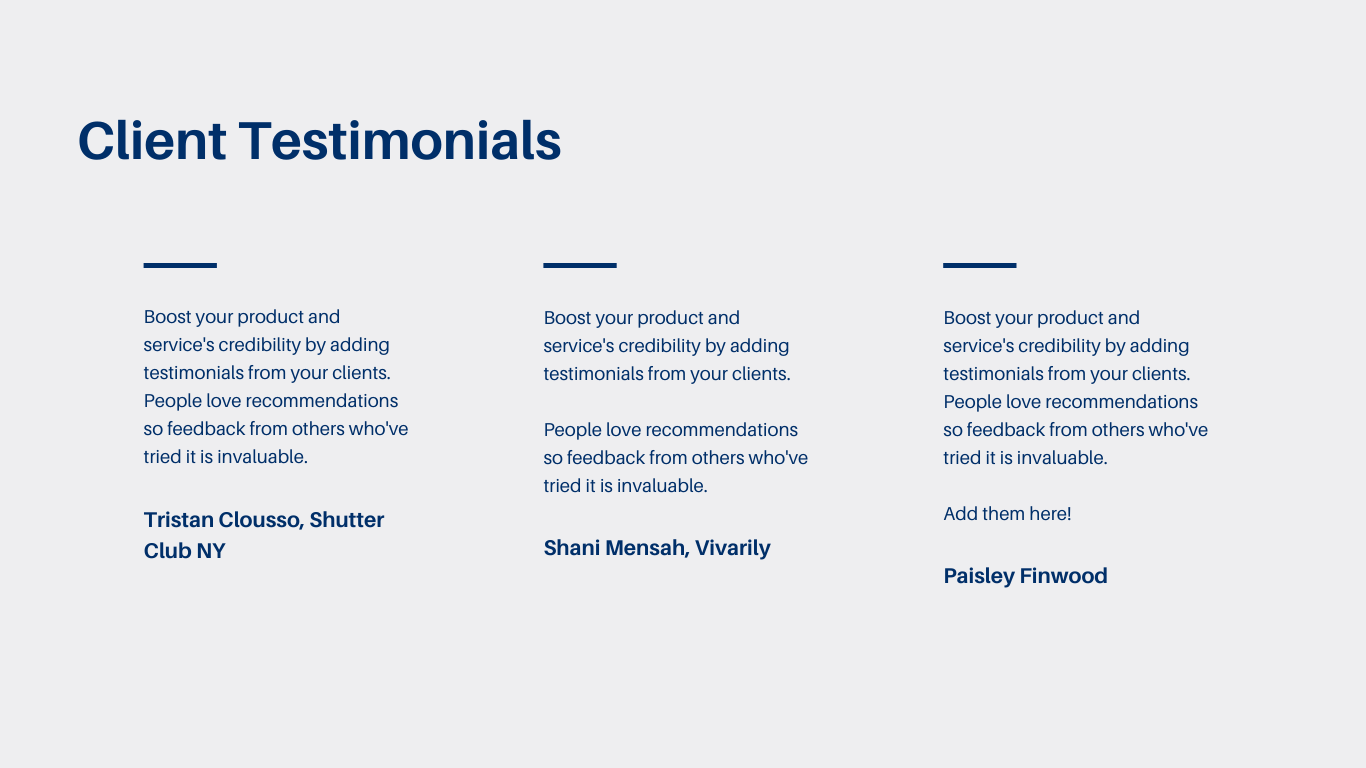 Client Testimonials
Boost your product and
service's credibility by adding
testimonials from your clients.
People love recommendations
so feedback from others who've
tried it is invaluable.
Tristan Clousso, Shutter
Club NY
Boost your product and
service's credibility by adding
testimonials from your clients.
People love recommendations
so feedback from others who've
tried it is invaluable.
Shani Mensah, Vivarily
Boost your product and
service's credibility by adding
testimonials from your clients.
People love recommendations
so feedback from others who've
tried it is invaluable.
Add them here!
Paisley Finwood